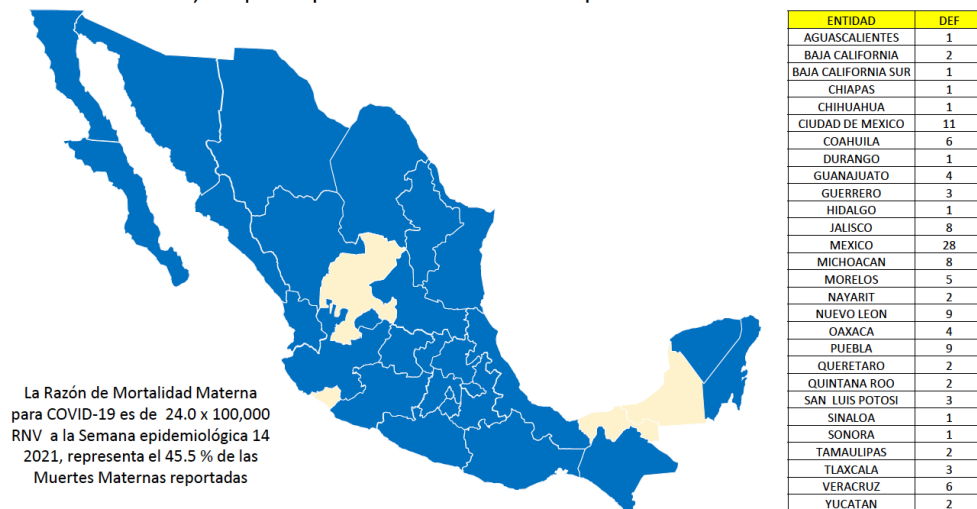 ENTIDAD DEF
AGUASCALIENTES 1
BAJA CALIFORNIA 2
BAJA CALIFORNIA SUR 1
CHIAPAS 1
CHIHUAHUA 1
CIUDAD DE MEXICO 11
COAHUILA 6
DURANGO 1
GUANAJUATO 4
GUERRERO 3
HIDALGO 1
JALISCO 8
MEXICO 28
MICHOACAN 8
MORELOS 5
NAYARIT 2
NUEVO LEON 9
OAXACA 4
PUEBLA 9
QUERETARO 2
QUINTANA ROO 2
SAN LUIS POTOSI 3
SINALOA 1
SONORA 1
TAMAULIPAS 2
TLAXCALA 3
VERACRUZ 6
YUCATAN 2
La Razón de Mortalidad Materna
para COVID-19 es de 24.0 x 100,000
RNV a la Semana epidemiológica 14
2021, representa el 45.5 % de las
Muertes Maternas reportadas